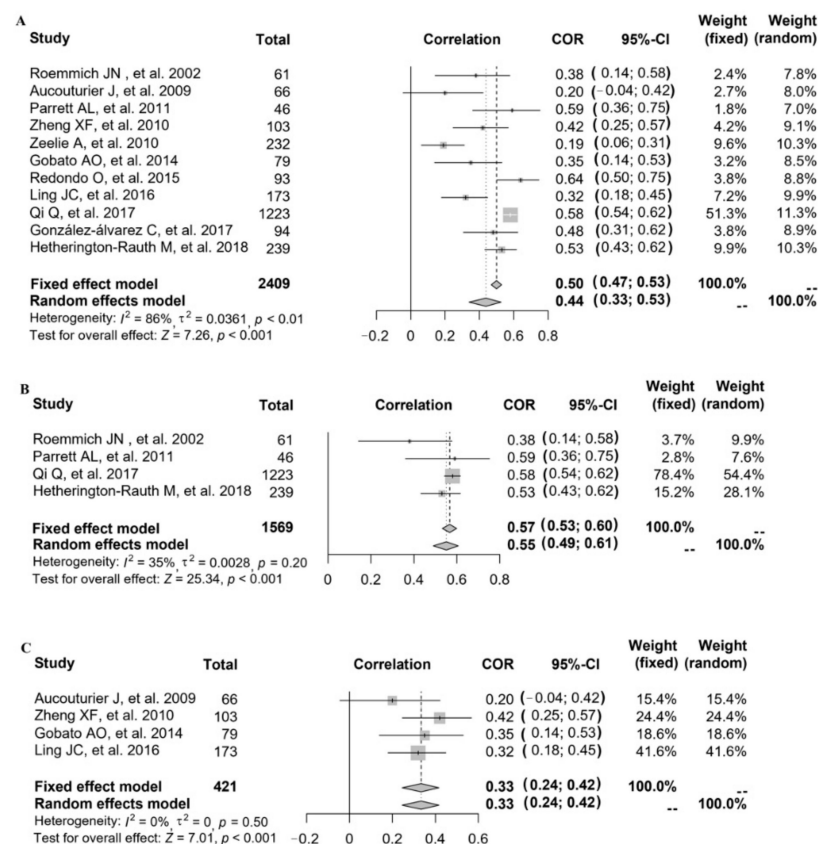 A
Study Total Correlation COR 95%-CI Weight (fixed) Weight (random)
Roemmich JN , et al. 2002 61 0.38 ( 0.14; 0.58) 2.4% 7.8%
Aucouturier J, et al. 2009 66 0.20 (−0.04; 0.42) 2.7% 8.0%
Parrett AL, et al. 2011 46 0.59 ( 0.36; 0.75) 1.8% 7.0%
Zheng XF, et al. 2010 103 0.42 ( 0.25; 0.57) 4.2% 9.1%
Zeelie A, et al. 2010 232 0.19 ( 0.06; 0.31) 9.6% 10.3%
Gobato AO, et al. 2014 79 0.35 ( 0.14; 0.53) 3.2% 8.5%
Redondo O, et al. 2015 93 0.64 ( 0.50; 0.75) 3.8% 8.8%
Ling JC, et al. 2016 173 0.32 ( 0.18; 0.45) 7.2% 9.9%
Qi Q, et al. 2017 1223 0.58 ( 0.54; 0.62) 51.3% 11.3%
González-álvarez C, et al. 2017 94 0.48 ( 0.31; 0.62) 3.8% 8.9%
Hetherington-Rauth M, et al. 2018 239 0.53 ( 0.43; 0.62) 9.9% 10.3%
Fixed effect model 2409 0.50 (0.47; 0.53) 100.0% --
Random effects model 0.44 (0.33; 0.53) -- 100.0%
Heterogeneity: I² = 86%, τ² = 0.0361, p < 0.01
Test for overall effect: Z = 7.26, p < 0.001
−0.2 0 0.2 0.4 0.6 0.8
B
Study Total Correlation COR 95%-CI Weight (fixed) Weight (random)
Roemmich JN , et al. 2002 61 0.38 (0.14; 0.58) 3.7% 9.9%
Parrett AL, et al. 2011 46 0.59 (0.36; 0.75) 2.8% 7.6%
Qi Q, et al. 2017 1223 0.58 (0.54; 0.62) 78.4% 54.4%
Hetherington-Rauth M, et al. 2018 239 0.53 (0.43; 0.62) 15.2% 28.1%
Fixed effect model 1569 0.57 (0.53; 0.60) 100.0% --
Random effects model 0.55 (0.49; 0.61) -- 100.0%
Heterogeneity: I² = 35%, τ² = 0.0028, p = 0.20
Test for overall effect: Z = 25.34, p < 0.001
0 0.2 0.4 0.6 0.8
C
Study Total Correlation COR 95%-CI Weight (fixed) Weight (random)
Aucouturier J, et al. 2009 66 0.20 (−0.04; 0.42) 15.4% 15.4%
Zheng XF, et al. 2010 103 0.42 ( 0.25; 0.57) 24.4% 24.4%
Gobato AO, et al. 2014 79 0.35 ( 0.14; 0.53) 18.6% 18.6%
Ling JC, et al. 2016 173 0.32 ( 0.18; 0.45) 41.6% 41.6%
Fixed effect model 421 0.33 (0.24; 0.42) 100.0% --
Random effects model 0.33 (0.24; 0.42) -- 100.0%
Heterogeneity: I² = 0%, τ² = 0, p = 0.50
Test for overall effect: Z = 7.01, p < 0.001
−0.2 0 0.2 0.4 0.6